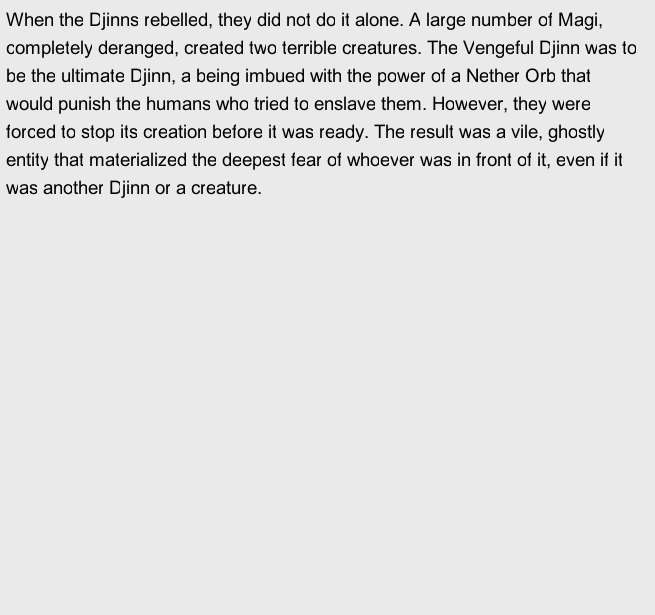 When the Djinns rebelled, they did not do it alone. A large number of Magi,
completely deranged, created two terrible creatures. The Vengeful Djinn was to
be the ultimate Djinn, a being imbued with the power of a Nether Orb that
would punish the humans who tried to enslave them. However, they were
forced to stop its creation before it was ready. The result was a vile, ghostly
entity that materialized the deepest fear of whoever was in front of it, even if it
was another Djinn or a creature.